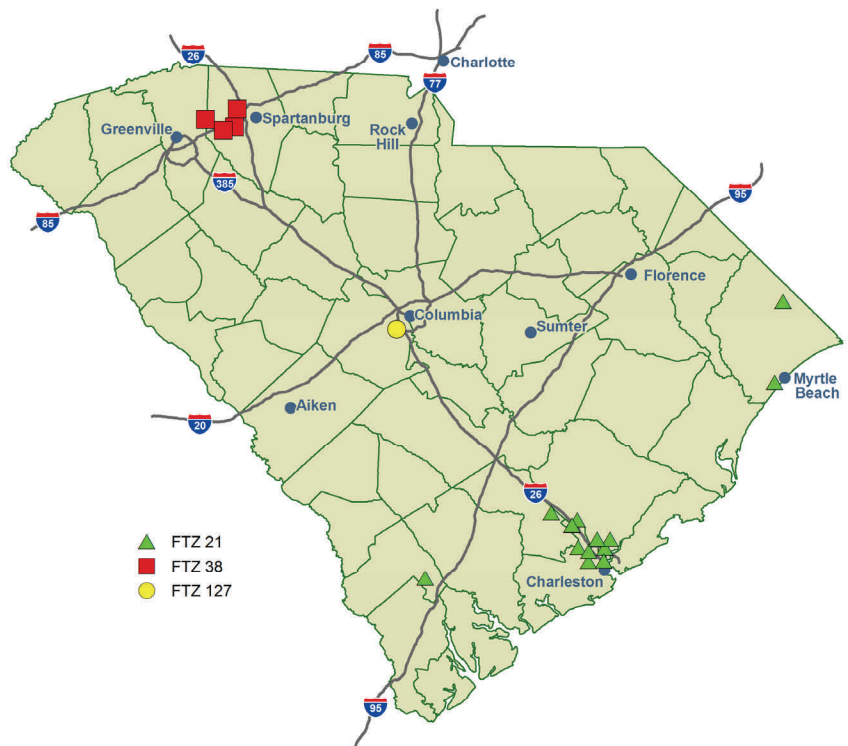 26
85
Charlotte
77
Spartanburg
Greenville
Rock
Hill
385
95
85
Florence
Columbia
Sumter
Myrtle
Beach
Aiken
20
26
FTZ 21
FTZ 38
FTZ 127
Charleston
95